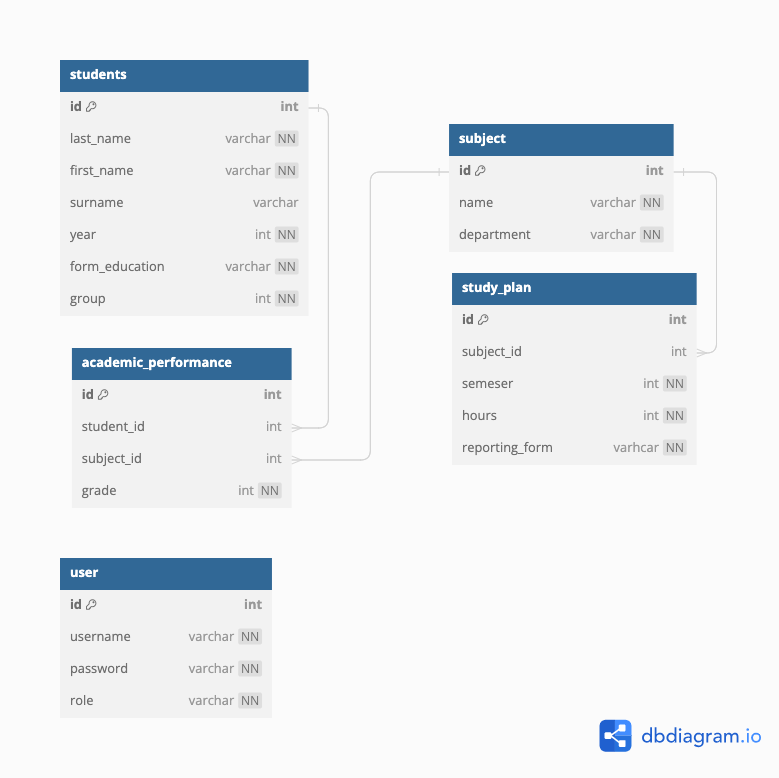 students
id int
last_name varchar NN
first_name varchar NN
surname varchar
year int NN
form_education varchar NN
group int NN
subject
id int
name varchar NN
department varchar NN
study_plan
id int
subject_id int
semeser int NN
hours int NN
reporting_form varhcar NN
academic_performance
id int
student_id int
subject_id int
grade int NN
user
id int
username varchar NN
password varchar NN
role varchar NN
dbdiagram.io